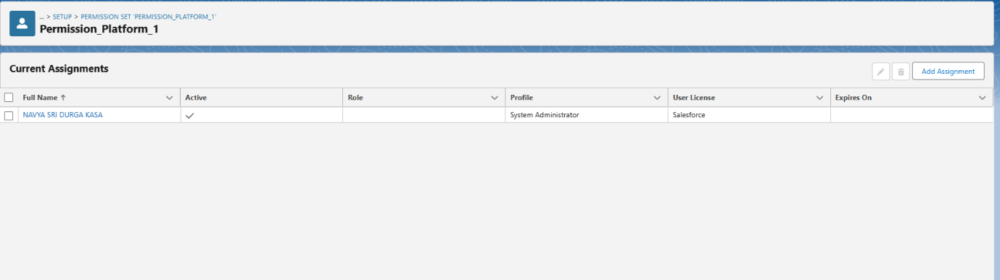 ... > SETUP > PERMISSION SET 'PERMISSION_PLATFORM_1'
Permission_Platform_1
Current Assignments
Add Assignment
Full Name ↑ Active Role Profile User License Expires On
NAVYA SRI DURGA KASA System Administrator Salesforce